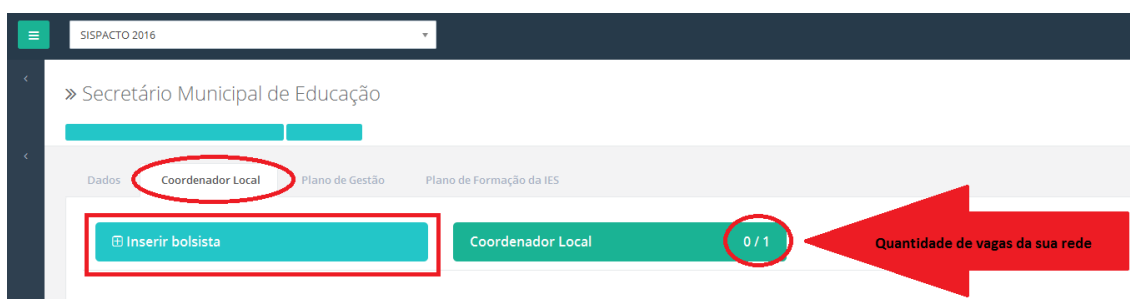 SISPACTO 2016
» Secretário Municipal de Educação
Dados Coordenador Local Plano de Gestão Plano de Formação da IES
Inserir bolsista Coordenador Local 0 / 1 Quantidade de vagas da sua rede